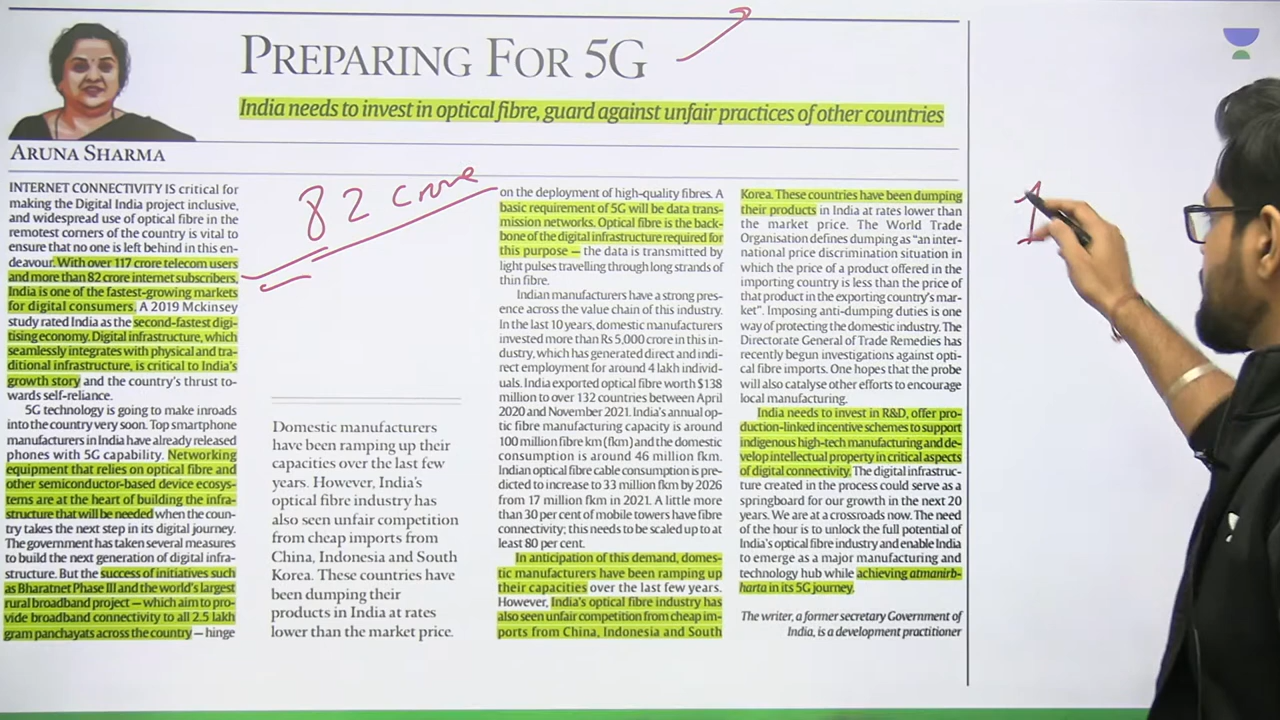 PREPARING FOR 5G
India needs to invest in optical fibre, guard against unfair practices of other countries
ARUNA SHARMA
INTERNET CONNECTIVITY IS critical for
making the Digital India project inclusive,
and widespread use of optical fibre in the
remotest corners of the country is vital to
ensure that no one is left behind in this en-
deavour. With over 117 crore telecom users
and more than 82 crore internet subscribers,
India is one of the fastest-growing markets
for digital consumers. A 2019 Mckinsey
study rated India as the second-fastest digi-
tising economy. Digital infrastructure, which
seamlessly integrates with physical and tra-
ditional infrastructure, is critical to India's
growth story and the country's thrust to-
wards self-reliance.
5G technology is going to make inroads
into the country very soon. Top smartphone
manufacturers in India have already released
phones with 5G capability. Networking
equipment that relies on optical fibre and
other semiconductor-based device ecosys-
tems are at the heart of building the infra-
structure that will be needed when the coun-
try takes the next step in its digital journey.
The government has taken several measures
to build the next generation of digital infra-
structure. But the success of initiatives such
as Bharatnet Phase III and the world's largest
rural broadband project — which aim to pro-
vide broadband connectivity to all 2.5 lakh
gram panchayats across the country — hinge
82 crore
Domestic manufacturers
have been ramping up their
capacities over the last few
years. However, India's
optical fibre industry has
also seen unfair competition
from cheap imports from
China, Indonesia and South
Korea. These countries have
been dumping their
products in India at rates
lower than the market price.
on the deployment of high-quality fibres. A
basic requirement of 5G will be data trans-
mission networks. Optical fibre is the back-
bone of the digital infrastructure required for
this purpose — the data is transmitted by
light pulses travelling through long strands of
thin fibre.
Indian manufacturers have a strong pres-
ence across the value chain of this industry.
In the last 10 years, domestic manufacturers
invested more than Rs 5,000 crore in this in-
dustry, which has generated direct and indi-
rect employment for around 4 lakh individ-
uals. India exported optical fibre worth $138
million to over 132 countries between April
2020 and November 2021. India's annual op-
tic fibre manufacturing capacity is around
100 million fibre km (fkm) and the domestic
consumption is around 46 million fkm.
Indian optical fibre cable consumption is pre-
dicted to increase to 33 million fkm by 2026
from 17 million fkm in 2021. A little more
than 30 per cent of mobile towers have fibre
connectivity; this needs to be scaled up to at
least 80 per cent.
In anticipation of this demand, domes-
tic manufacturers have been ramping up
their capacities over the last few years.
However, India's optical fibre industry has
also seen unfair competition from cheap im-
ports from China, Indonesia and South
Korea. These countries have been dumping
their products in India at rates lower than
the market price. The World Trade
Organisation defines dumping as "an inter-
national price discrimination situation in
which the price of a product offered in the
importing country is less than the price of
that product in the exporting country's mar-
ket". Imposing anti-dumping duties is one
way of protecting the domestic industry. The
Directorate General of Trade Remedies has
recently begun investigations against opti-
cal fibre imports. One hopes that the probe
will also catalyse other efforts to encourage
local manufacturing.
India needs to invest in R&D, offer pro-
duction-linked incentive schemes to support
indigenous high-tech manufacturing and de-
velop intellectual property in critical aspects
of digital connectivity. The digital infrastruc-
ture created in the process could serve as a
springboard for our growth in the next 20
years. We are at a crossroads now. The need
of the hour is to unlock the full potential of
India's optical fibre industry and enable India
to emerge as a major manufacturing and
technology hub while achieving atmanirb-
harta in its 5G journey.
The writer, a former secretary Government of
India, is a development practitioner